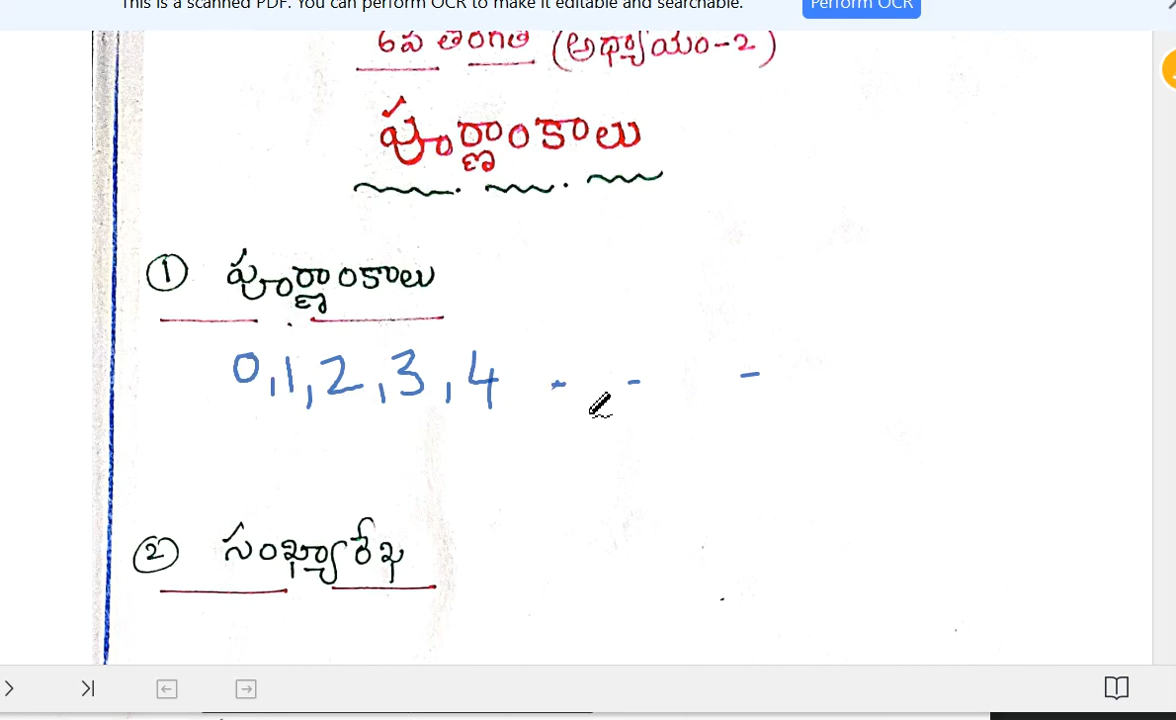 This is a scanned PDF. You can perform OCR to make it editable and searchable.
Perform OCR
6వ తరగతి (అధ్యాయం-2)
పూర్ణాంకాలు
① పూర్ణాంకాలు
0,1,2,3,4 - - -
② సంఖ్యారేఖ